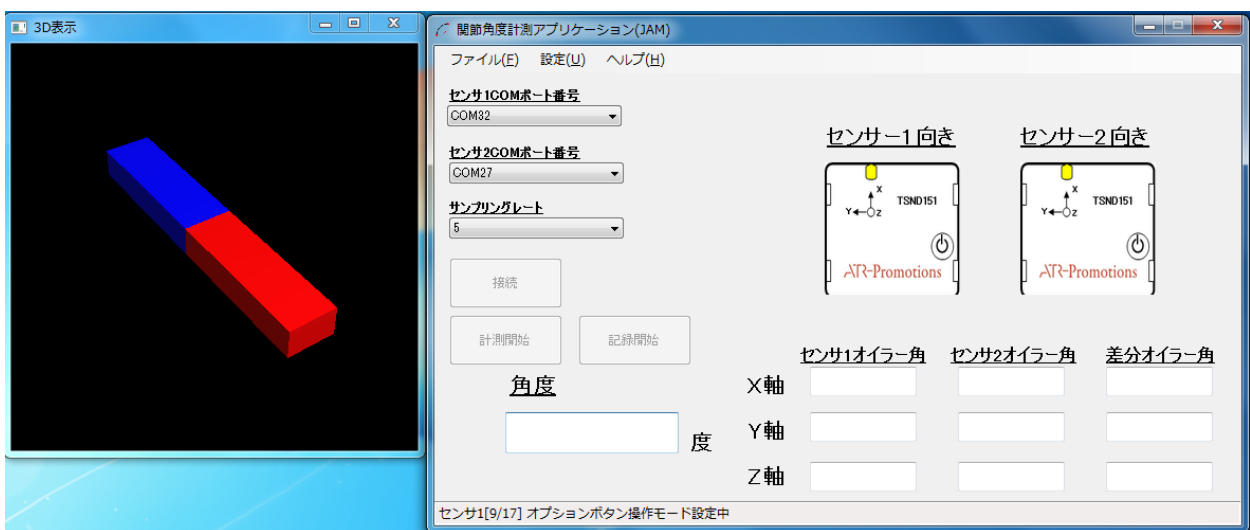 3D表示
関節角度計測アプリケーション(JAM)
ファイル(F) 設定(U) ヘルプ(H)
センサ1COMポート番号
COM32
センサ2COMポート番号
COM27
サンプリングレート
5
接続
計測開始 記録開始
角度
度
センサー1向き センサー2向き
X Y Z TSND151
ATR-Promotions
X Y Z TSND151
ATR-Promotions
センサ1オイラー角 センサ2オイラー角 差分オイラー角
X軸
Y軸
Z軸
センサ1[9/17] オプションボタン操作モード設定中